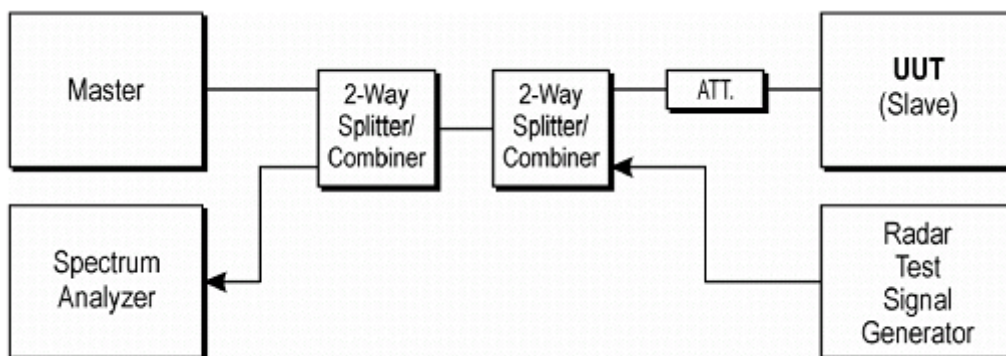 Master
2-Way
Splitter/
Combiner
2-Way
Splitter/
Combiner
ATT.
UUT
(Slave)
Spectrum
Analyzer
Radar
Test
Signal
Generator